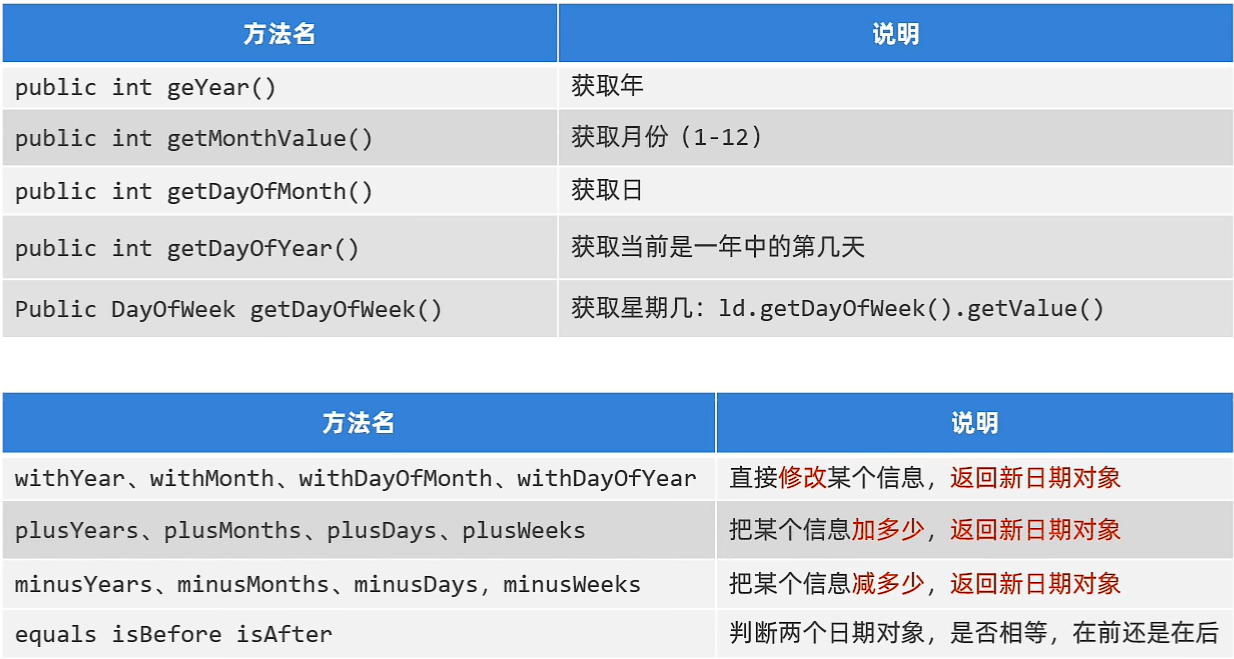 方法名 说明
public int geYear() 获取年
public int getMonthValue() 获取月份（1-12）
public int getDayOfMonth() 获取日
public int getDayOfYear() 获取当前是一年中的第几天
Public DayOfWeek getDayOfWeek() 获取星期几：ld.getDayOfWeek().getValue()
方法名 说明
withYear、withMonth、withDayOfMonth、withDayOfYear 直接修改某个信息，返回新日期对象
plusYears、plusMonths、plusDays、plusWeeks 把某个信息加多少，返回新日期对象
minusYears、minusMonths、minusDays，minusWeeks 把某个信息减多少，返回新日期对象
equals isBefore isAfter 判断两个日期对象，是否相等，在前还是在后